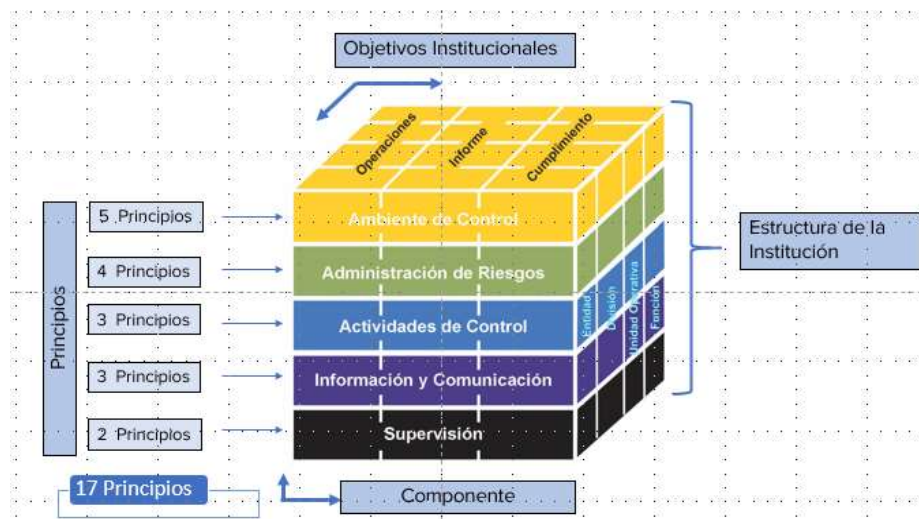 Objetivos Institucionales
Operaciones
Informe
Cumplimiento
5 Principios
Ambiente de Control
4 Principios
Administración de Riesgos
3 Principios
Actividades de Control
3 Principios
Información y Comunicación
2 Principios
Supervisión
Principios
Entidad
División
Unidad Operativa
Función
Estructura de la
Institución
17 Principios
Componente